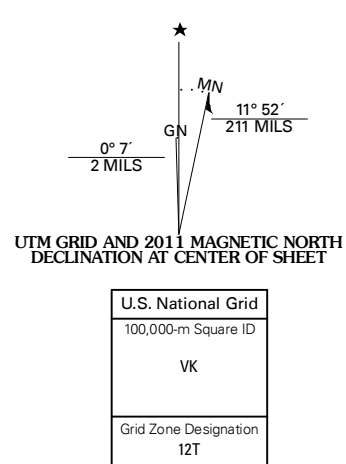 ★
MN
GN
11° 52´
211 MILS
0° 7´
2 MILS
UTM GRID AND 2011 MAGNETIC NORTH
DECLINATION AT CENTER OF SHEET
U.S. National Grid
100,000-m Square ID
VK
Grid Zone Designation
12T